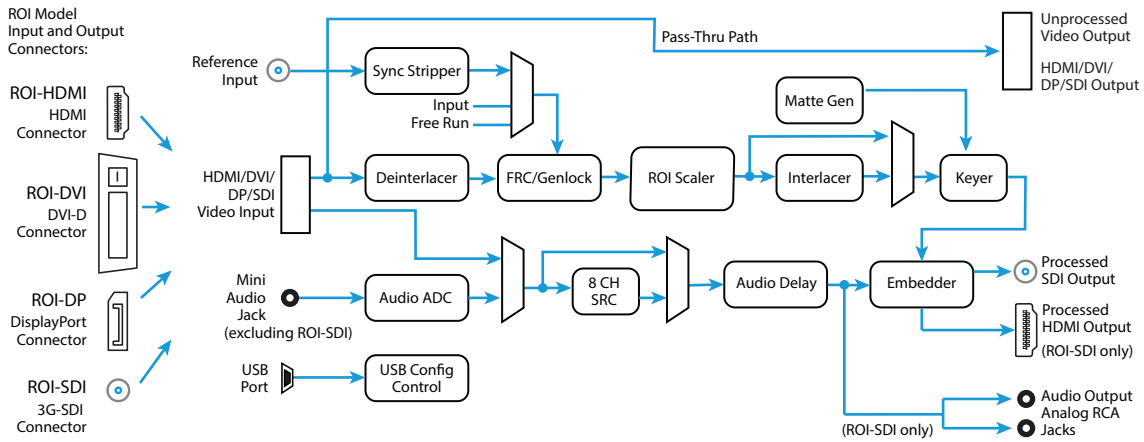 ROI Model
Input and Output
Connectors:
ROI-HDMI
HDMI
Connector
ROI-DVI
DVI-D
Connector
ROI-DP
DisplayPort
Connector
ROI-SDI
3G-SDI
Connector
Reference
Input
Sync Stripper
Input
Free Run
Pass-Thru Path
Unprocessed
Video Output
HDMI/DVI/
DP/SDI Output
Matte Gen
HDMI/DVI/
DP/SDI
Video Input
Deinterlacer
FRC/Genlock
ROI Scaler
Interlacer
Keyer
Mini
Audio
Jack
(excluding ROI-SDI)
Audio ADC
8 CH
SRC
Audio Delay
Embedder
Processed
SDI Output
Processed
HDMI Output
(ROI-SDI only)
USB
Port
USB Config
Control
(ROI-SDI only)
Audio Output
Analog RCA
Jacks